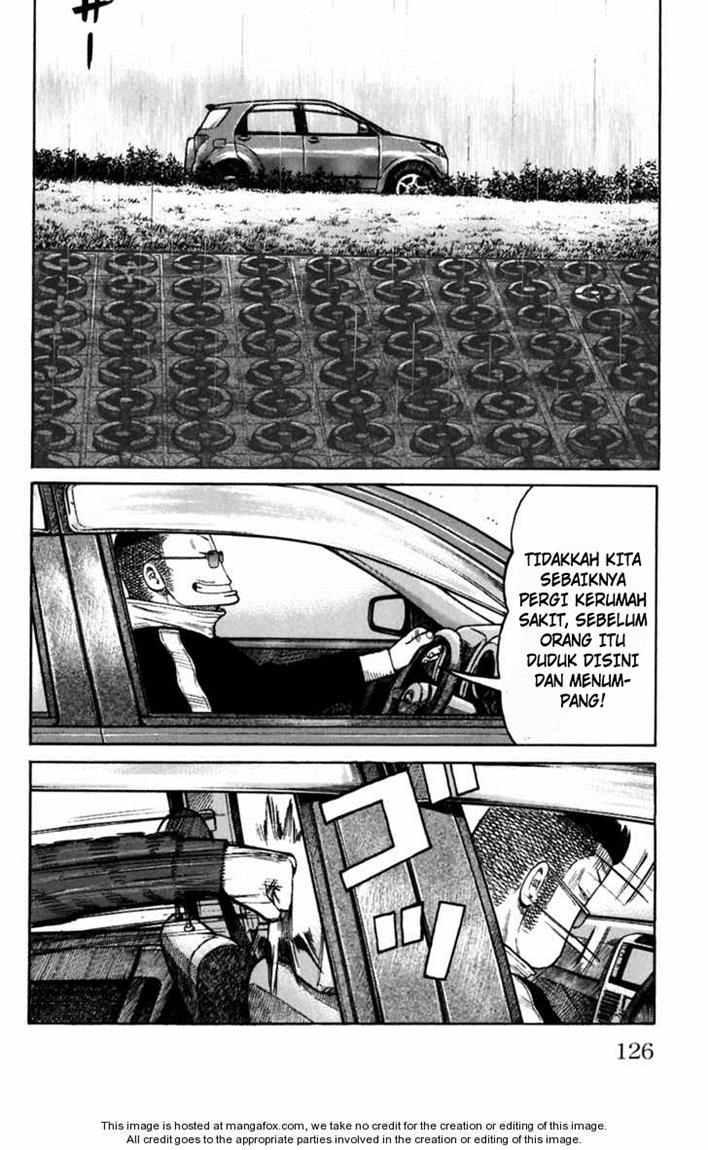 TIDAKKAH KITA
SEBAIKNYA
PERGI KERUMAH
SAKIT, SEBELUM
ORANG ITU
DUDUK DISINI
DAN MENUM-
PANG!
ゴッ
126
This image is hosted at mangafox.com, we take no credit for the creation or editing of this image.
All credit goes to the appropriate parties involved in the creation or editing of this image.